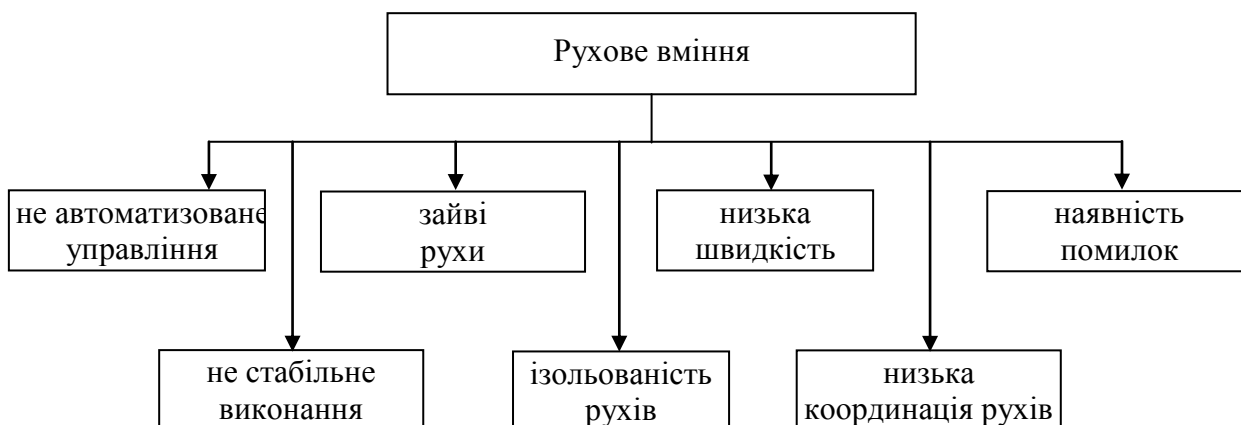 Рухове вміння
не автоматизоване
управління
зайві
рухи
низька
швидкість
наявність
помилок
не стабільне
виконання
ізольованість
рухів
низька
координація рухів